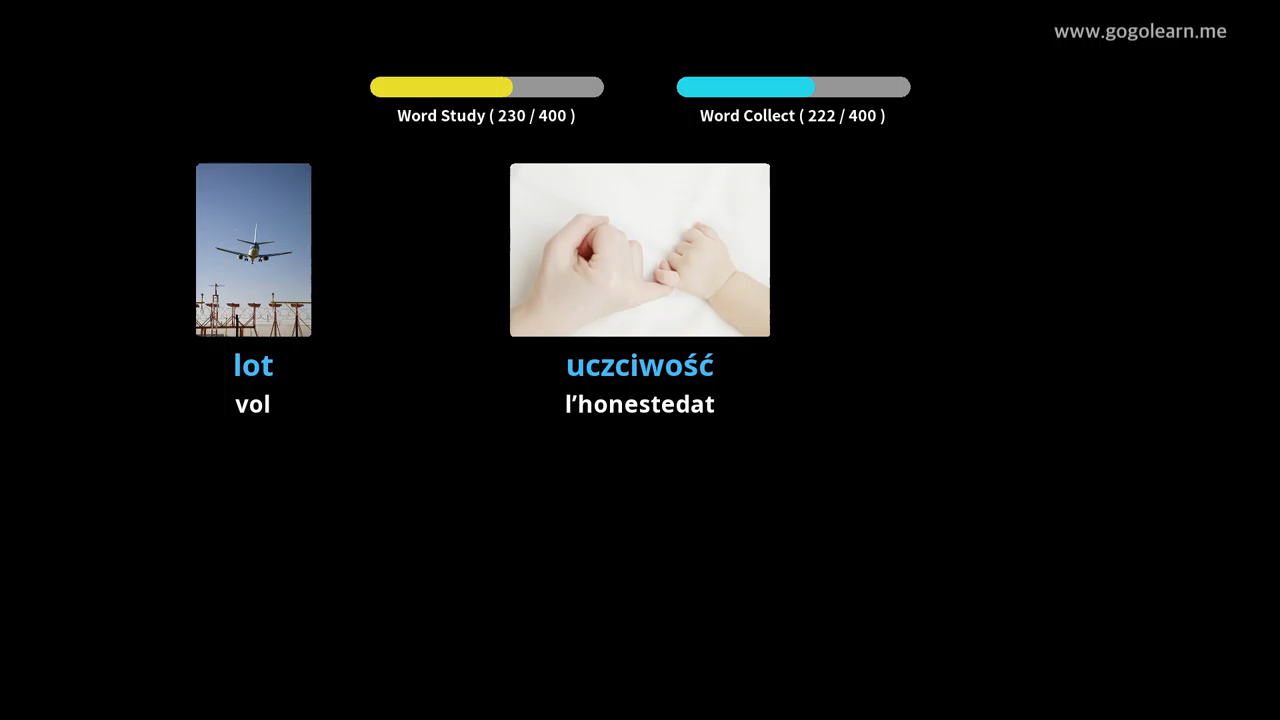 www.gogolearn.me
Word Study ( 230 / 400 )
Word Collect ( 222 / 400 )
lot
vol
uczciwość
l’honestedat